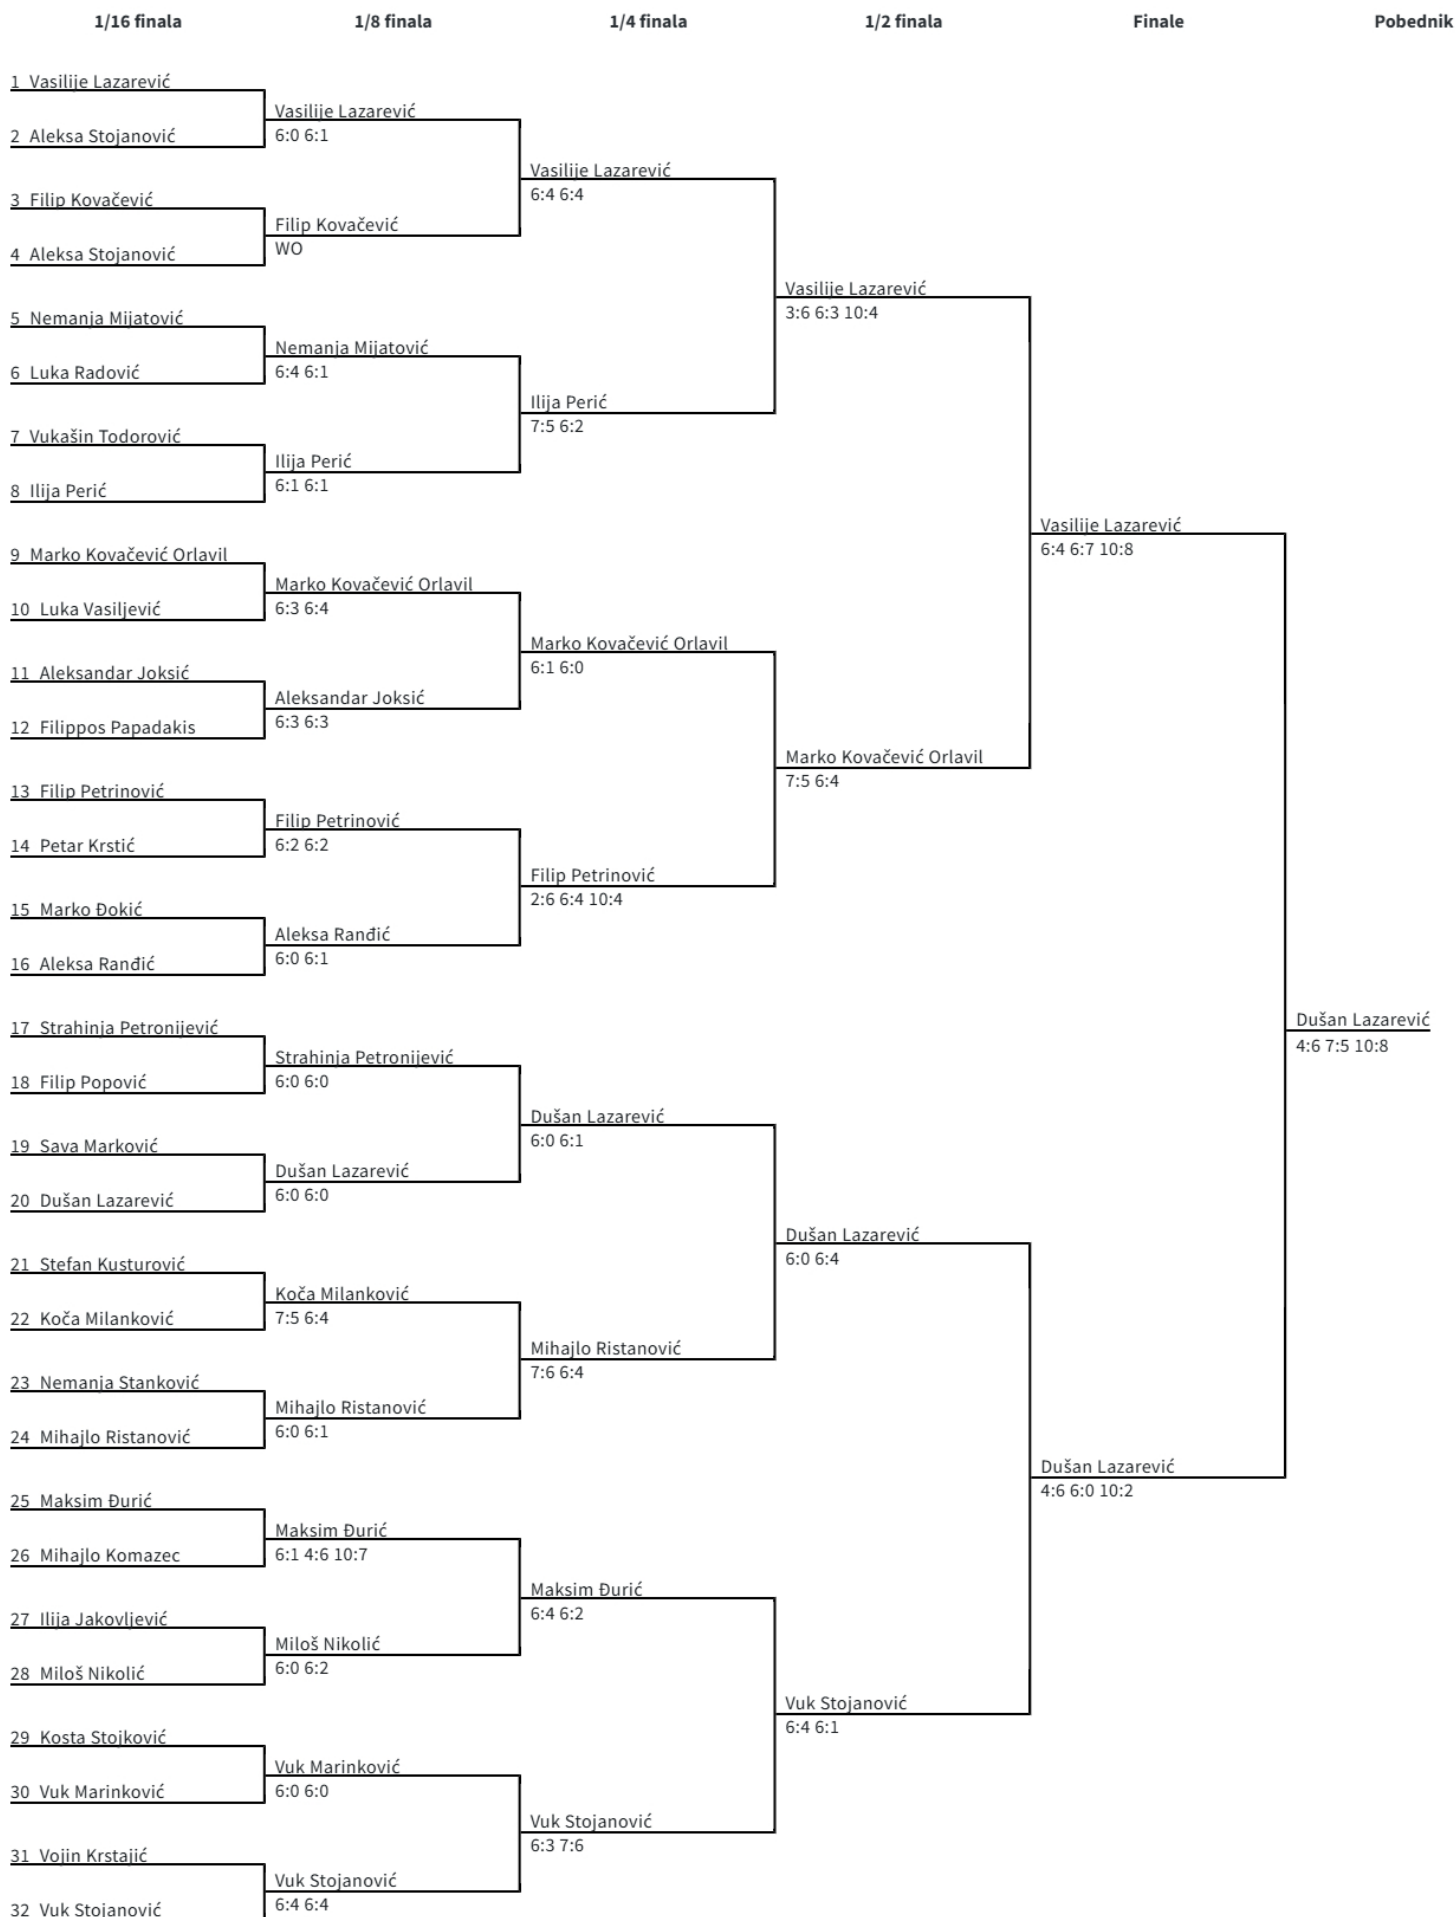 1/16 finala 1/8 finala 1/4 finala 1/2 finala Finale Pobednik
1 Vasilije Lazarević
Vasilije Lazarević
2 Aleksa Stojanović
6:0 6:1
Vasilije Lazarević
6:4 6:4
3 Filip Kovačević
Filip Kovačević
4 Aleksa Stojanović
WO
Vasilije Lazarević
3:6 6:3 10:4
5 Nemanja Mijatović
Nemanja Mijatović
6 Luka Radović
6:4 6:1
Ilija Perić
7:5 6:2
7 Vukašin Todorović
Ilija Perić
8 Ilija Perić
6:1 6:1
Vasilije Lazarević
6:4 6:7 10:8
9 Marko Kovačević Orlavil
Marko Kovačević Orlavil
10 Luka Vasiljević
6:3 6:4
Marko Kovačević Orlavil
6:1 6:0
11 Aleksandar Joksić
Aleksandar Joksić
12 Filippos Papadakis
6:3 6:3
Marko Kovačević Orlavil
7:5 6:4
13 Filip Petrinović
Filip Petrinović
14 Petar Krstić
6:2 6:2
Filip Petrinović
2:6 6:4 10:4
15 Marko Đokić
Aleksa Ranđić
16 Aleksa Ranđić
6:0 6:1
Dušan Lazarević
4:6 7:5 10:8
17 Strahinja Petronijević
Strahinja Petronijević
18 Filip Popović
6:0 6:0
Dušan Lazarević
6:0 6:1
19 Sava Marković
Dušan Lazarević
20 Dušan Lazarević
6:0 6:0
Dušan Lazarević
6:0 6:4
21 Stefan Kusturović
Koča Milanković
22 Koča Milanković
7:5 6:4
Mihajlo Ristanović
7:6 6:4
23 Nemanja Stanković
Mihajlo Ristanović
24 Mihajlo Ristanović
6:0 6:1
Dušan Lazarević
4:6 6:0 10:2
25 Maksim Đurić
Maksim Đurić
26 Mihajlo Komazec
6:1 4:6 10:7
Maksim Đurić
6:4 6:2
27 Ilija Jakovljević
Miloš Nikolić
28 Miloš Nikolić
6:0 6:2
Vuk Stojanović
6:4 6:1
29 Kosta Stojković
Vuk Marinković
30 Vuk Marinković
6:0 6:0
Vuk Stojanović
6:3 7:6
31 Vojin Krstajić
Vuk Stojanović
32 Vuk Stojanović
6:4 6:4